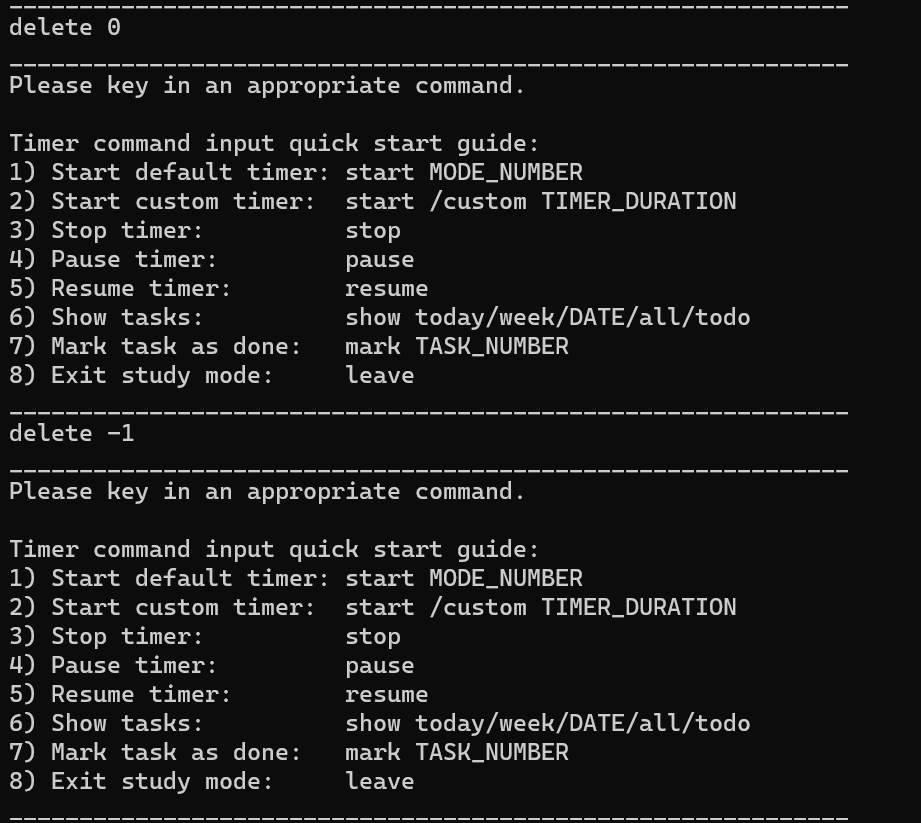 ____________________________________________________________
delete 0
____________________________________________________________
Please key in an appropriate command.

Timer command input quick start guide:
1) Start default timer: start MODE_NUMBER
2) Start custom timer:  start /custom TIMER_DURATION
3) Stop timer:          stop
4) Pause timer:         pause
5) Resume timer:        resume
6) Show tasks:          show today/week/DATE/all/todo
7) Mark task as done:   mark TASK_NUMBER
8) Exit study mode:     leave
____________________________________________________________
delete -1
____________________________________________________________
Please key in an appropriate command.

Timer command input quick start guide:
1) Start default timer: start MODE_NUMBER
2) Start custom timer:  start /custom TIMER_DURATION
3) Stop timer:          stop
4) Pause timer:         pause
5) Resume timer:        resume
6) Show tasks:          show today/week/DATE/all/todo
7) Mark task as done:   mark TASK_NUMBER
8) Exit study mode:     leave
____________________________________________________________